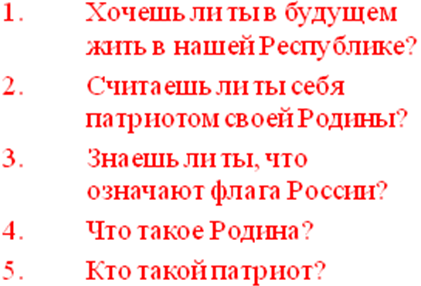 1. Хочешь ли ты в будущем
жить в нашей Республике?
2. Считаешь ли ты себя
патриотом своей Родины?
3. Знаешь ли ты, что
означают флага России?
4. Что такое Родина?
5. Кто такой патриот?